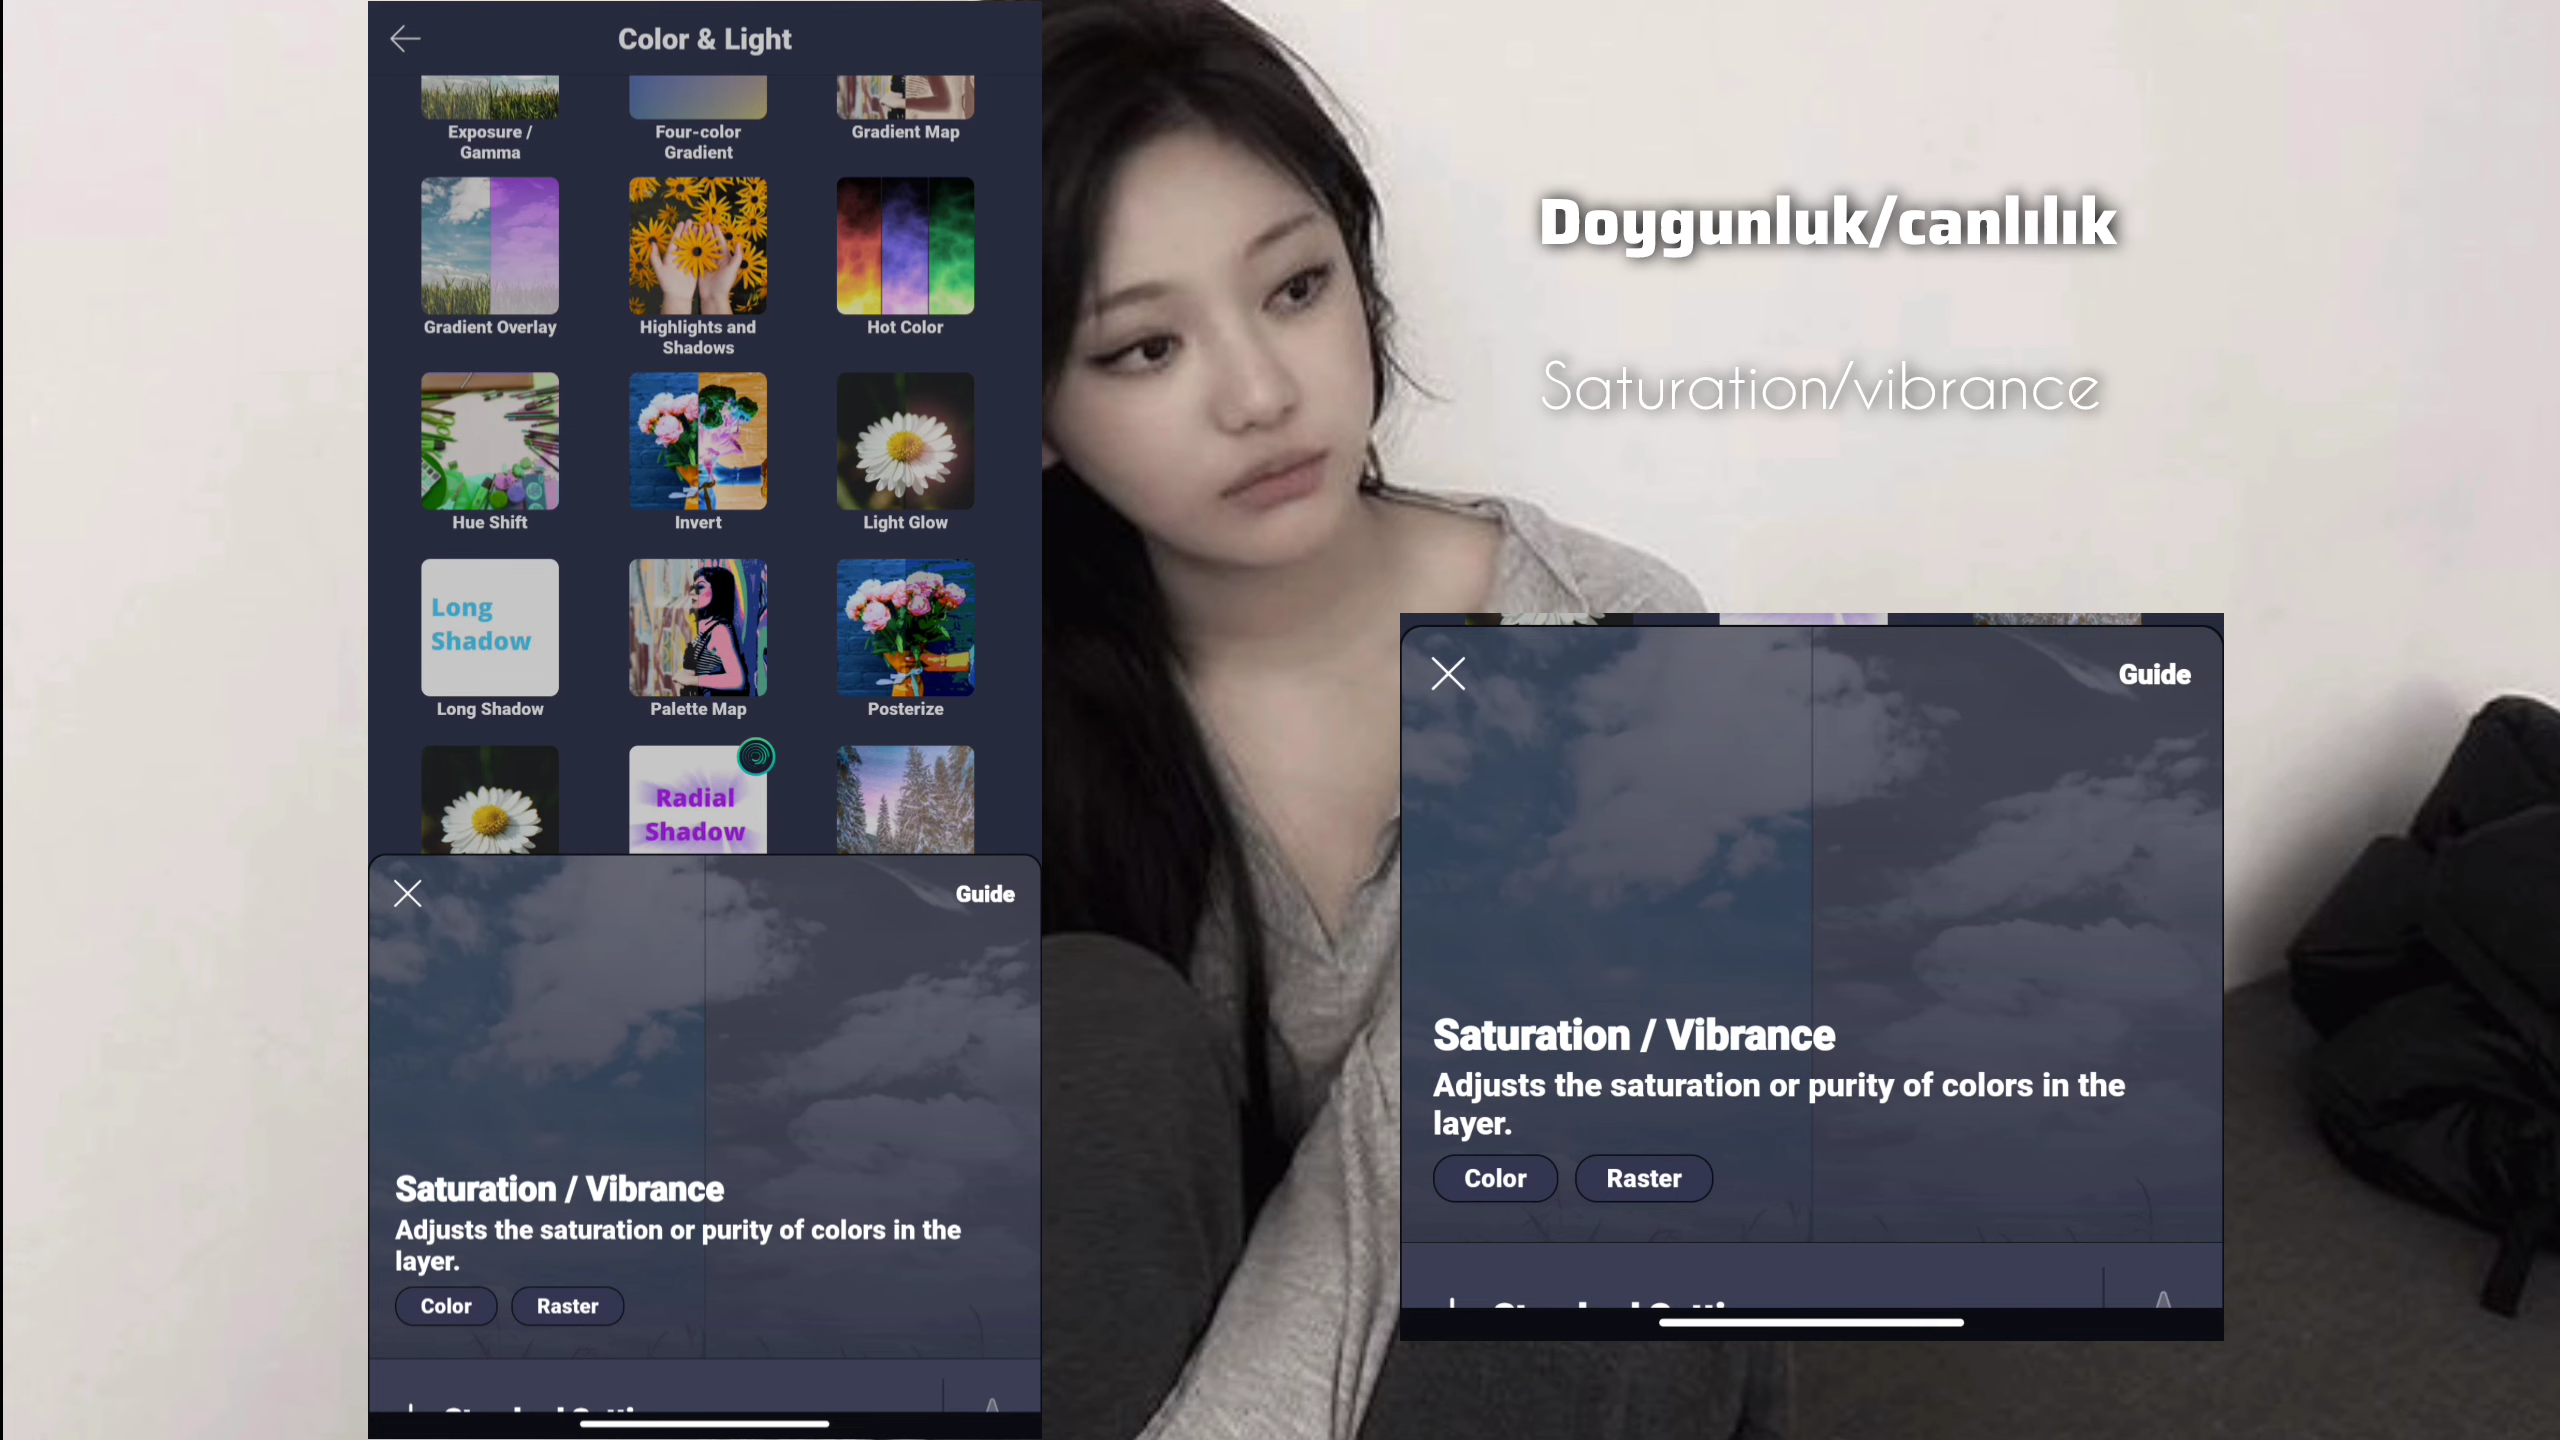 Color & Light
Exposure /
Gamma
Four-color
Gradient
Gradient Map
Gradient Overlay
Highlights and
Shadows
Hot Color
Hue Shift
Invert
Light Glow
Long
Shadow
Long Shadow
Palette Map
Posterize
Radial
Shadow
Guide
Saturation / Vibrance
Adjusts the saturation or purity of colors in the
layer.
Color
Raster
Doygunluk/canlılık
Saturation/vibrance
Guide
Saturation / Vibrance
Adjusts the saturation or purity of colors in the
layer.
Color
Raster